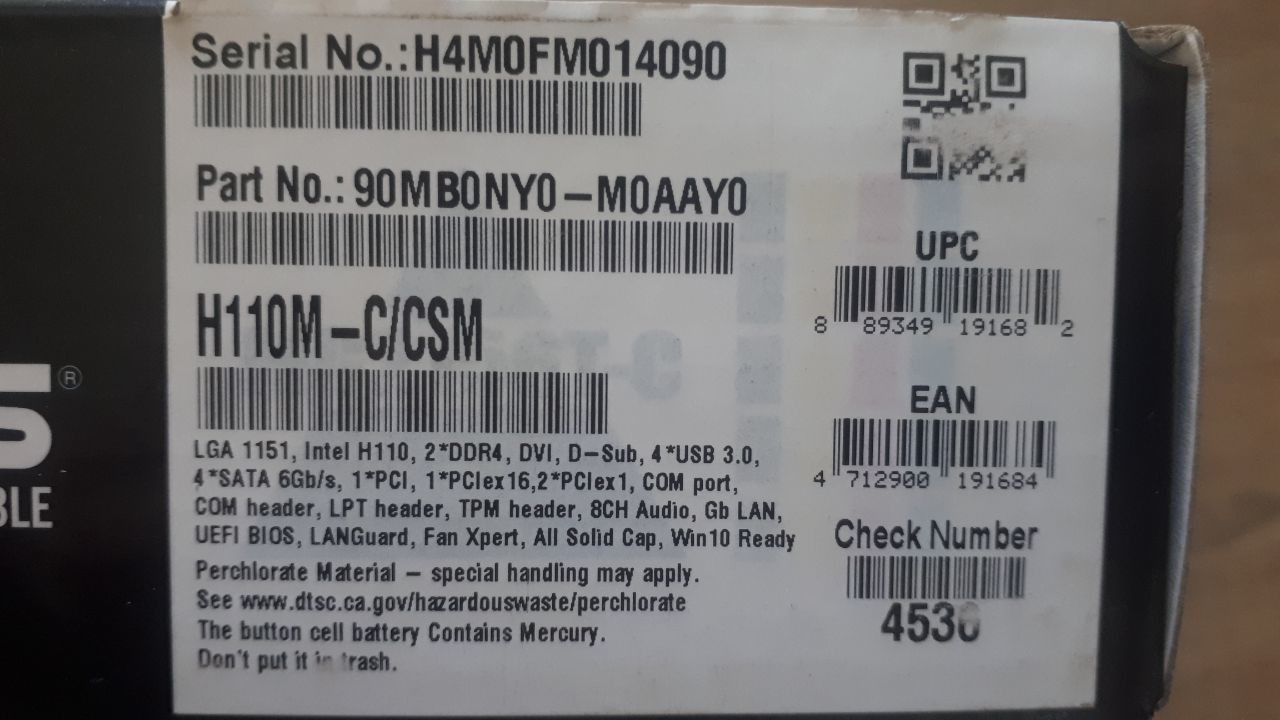 Serial No.:H4M0FM014090
Part No.: 90MB0NY0-M0AAY0
H110M-C/CSM
LGA 1151, Intel H110, 2*DDR4, DVI, D-Sub, 4*USB 3.0,
4*SATA 6Gb/s, 1*PCI, 1*PCIex16,2*PCIex1, COM port,
COM header, LPT header, TPM header, 8CH Audio, Gb LAN,
UEFI BIOS, LANGuard, Fan Xpert, All Solid Cap, Win10 Ready
Perchlorate Material - special handling may apply.
See www.dtsc.ca.gov/hazardouswaste/perchlorate
The button cell battery Contains Mercury.
Don't put it in trash.
UPC
8 89349 19168 2
EAN
4 712900 191684
Check Number
S®
BLE